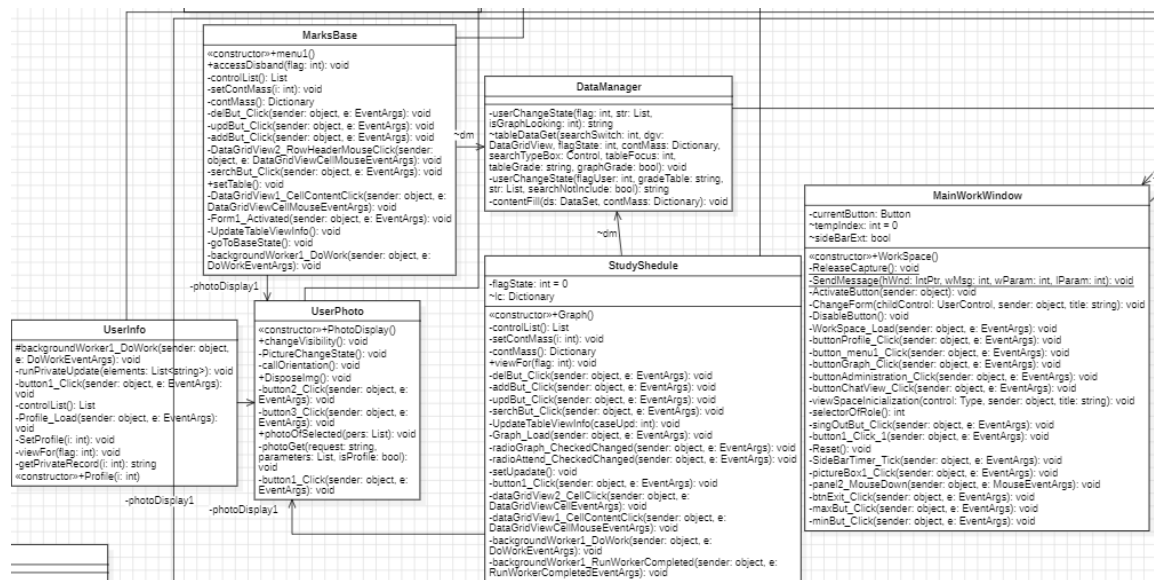 MarksBase
«constructor»+menu1()
+accessDisband(flag: int): void
-controlList(): List
-setContMass(i: int): void
-contMass(): Dictionary
-delBut_Click(sender: object, e: EventArgs): void
-updBut_Click(sender: object, e: EventArgs): void
-addBut_Click(sender: object, e: EventArgs): void
-DataGridView2_RowHeaderMouseClick(sender:
object, e: DataGridViewCellMouseEventArgs): void
-serchBut_Click(sender: object, e: EventArgs): void
+setTable(): void
-DataGridView1_CellContentClick(sender: object, e:
DataGridViewCellMouseEventArgs): void
-Form1_Activated(sender: object, e: EventArgs): void
-UpdateTableViewInfo(): void
-goToBaseState(): void
-backgroundWorker1_DoWork(sender: object, e:
DoWorkEventArgs): void
~dm
DataManager
-userChangeState(flag: int, str: List,
isGraphLooking: int): string
~tableDataGet(searchSwitch: int, dgv:
DataGridView, flagState: int, contMass: Dictionary,
searchTypeBox: Control, tableFocus: int,
tableGrade: string, graphGrade: bool): void
-userChangeState(flagUser: int, gradeTable: string,
str: List, searchNotInclude: bool): string
-contentFill(ds: DataSet, contMass: Dictionary): void
~dm
MainWorkWindow
-currentButton: Button
~tempIndex: int = 0
~sideBarExt: bool
«constructor»+WorkSpace()
-ReleaseCapture(): void
-SendMessage(hWnd: IntPtr, wMsg: int, wParam: int, lParam: int): void
-ActivateButton(sender: object): void
-ChangeForm(childControl: UserControl, sender: object, title: string): void
-DisableButton(): void
-WorkSpace_Load(sender: object, e: EventArgs): void
-buttonProfile_Click(sender: object, e: EventArgs): void
-button_menu1_Click(sender: object, e: EventArgs): void
-buttonGraph_Click(sender: object, e: EventArgs): void
-buttonAdministration_Click(sender: object, e: EventArgs): void
-buttonChatView_Click(sender: object, e: EventArgs): void
-viewSpaceInicialization(control: Type, sender: object, title: string): void
-selectorOfRole(): int
-singOutBut_Click(sender: object, e: EventArgs): void
-button1_Click_1(sender: object, e: EventArgs): void
-Reset(): void
-SideBarTimer_Tick(sender: object, e: EventArgs): void
-pictureBox1_Click(sender: object, e: EventArgs): void
-panel2_MouseDown(sender: object, e: MouseEventArgs): void
-btnExit_Click(sender: object, e: EventArgs): void
-maxBut_Click(sender: object, e: EventArgs): void
-minBut_Click(sender: object, e: EventArgs): void
StudyShedule
-flagState: int = 0
~lc: Dictionary
«constructor»+Graph()
-controlList(): List
-setContMass(i: int): void
-contMass(): Dictionary
+viewFor(flag: int): void
-delBut_Click(sender: object, e: EventArgs): void
-addBut_Click(sender: object, e: EventArgs): void
-updBut_Click(sender: object, e: EventArgs): void
-serchBut_Click(sender: object, e: EventArgs): void
-UpdateTableViewInfo(caseUpd: int): void
-Graph_Load(sender: object, e: EventArgs): void
-radioGraph_CheckedChanged(sender: object, e: EventArgs): void
-radioAttend_CheckedChanged(sender: object, e: EventArgs): void
-setUpadate(): void
-button1_Click(sender: object, e: EventArgs): void
-dataGridView2_CellClick(sender: object, e:
DataGridViewCellEventArgs): void
-dataGridView1_CellContentClick(sender: object, e:
DataGridViewCellMouseEventArgs): void
-backgroundWorker1_DoWork(sender: object, e:
DoWorkEventArgs): void
-backgroundWorker1_RunWorkerCompleted(sender: object, e:
RunWorkerCompletedEventArgs): void
-photoDisplay1
UserPhoto
«constructor»+PhotoDisplay()
+changeVisibility(): void
-PictureChangeState(): void
-callOrientation(): void
+DisposeImg(): void
-button2_Click(sender: object, e:
EventArgs): void
-button3_Click(sender: object, e:
EventArgs): void
+photoOfSelected(pers: List): void
-photoGet(request: string,
parameters: List, isProfile: bool):
void
-button1_Click(sender: object, e:
EventArgs): void
UserInfo
#backgroundWorker1_DoWork(sender: object,
e: DoWorkEventArgs): void
-runPrivateUpdate(elements: List<string>): void
-button1_Click(sender: object, e: EventArgs):
void
-controlList(): List
-Profile_Load(sender: object, e: EventArgs):
void
-SetProfile(i: int): void
-viewFor(flag: int): void
-getPrivateRecord(i: int): string
«constructor»+Profile(i: int)
-photoDisplay1
-photoDisplay1